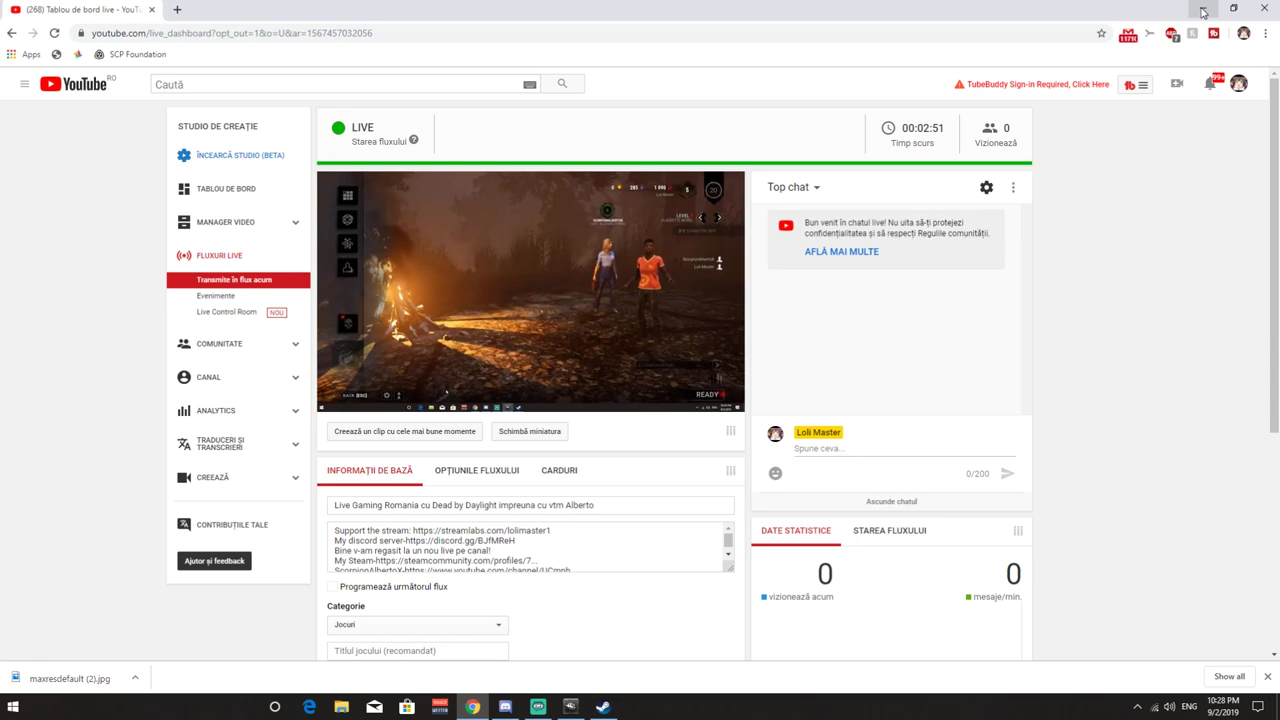 (268) Tablou de bord live - YouTu
youtube.com/live_dashboard?opt_out=1&o=U&ar=1567457032056
Apps
SCP Foundation
YouTube RO
Caută
TubeBuddy Sign-in Required, Click Here
99+
STUDIO DE CREAȚIE
ÎNCEARCĂ STUDIO (BETA)
TABLOU DE BORD
MANAGER VIDEO
FLUXURI LIVE
Transmite în flux acum
Evenimente
Live Control Room NOU
COMUNITATE
CANAL
ANALYTICS
TRADUCERI ȘI
TRANSCRIERI
CREEAZĂ
CONTRIBUȚIILE TALE
Ajutor și feedback
LIVE
Starea fluxului
00:02:51
Timp scurs
0
Vizionează
20
READY
Creează un clip cu cele mai bune momente
Schimbă miniatura
INFORMAȚII DE BAZĂ
OPȚIUNILE FLUXULUI
CARDURI
Live Gaming Romania cu Dead by Daylight impreuna cu vtm Alberto
Support the stream: https://streamlabs.com/lolimaster1
My discord server-https://discord.gg/BJfMReH
Bine v-am regasit la un nou live pe canal!
My Steam-https://steamcommunity.com/profiles/7...
ScorpionAlbertoX-https://www.youtube.com/channel/UCmnh
Programează următorul flux
Categorie
Jocuri
Titlul jocului (recomandat)
Top chat
Bun venit în chatul live! Nu uita să-ți protejezi
confidențialitatea și să respecți Regulile comunității.
AFLĂ MAI MULTE
Loli Master
Spune ceva...
0/200
Ascunde chatul
DATE STATISTICE
STAREA FLUXULUI
0
vizionează acum
0
mesaje/min.
maxresdefault (2).jpg
Show all
ENG
10:28 PM
9/2/2019